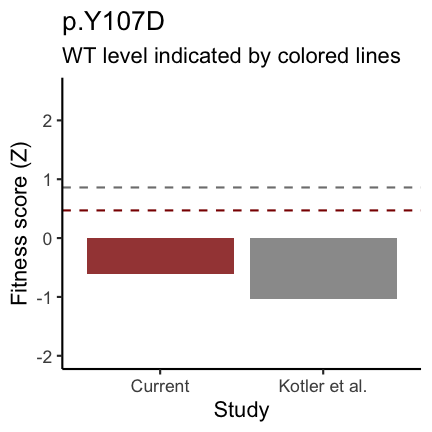 p.Y107D
WT level indicated by colored lines
Fitness score (Z)
2
1
0
-1
-2
Current
Kotler et al.
Study